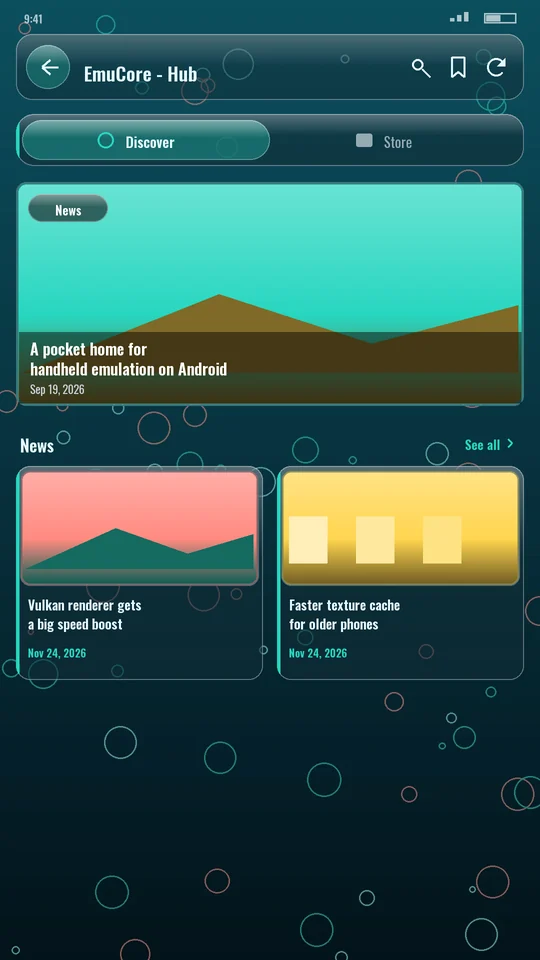 9:41
EmuCore - Hub
Discover
Store
News
A pocket home for
handheld emulation on Android
Sep 19, 2026
News
See all
Vulkan renderer gets
a big speed boost
Nov 24, 2026
Faster texture cache
for older phones
Nov 24, 2026